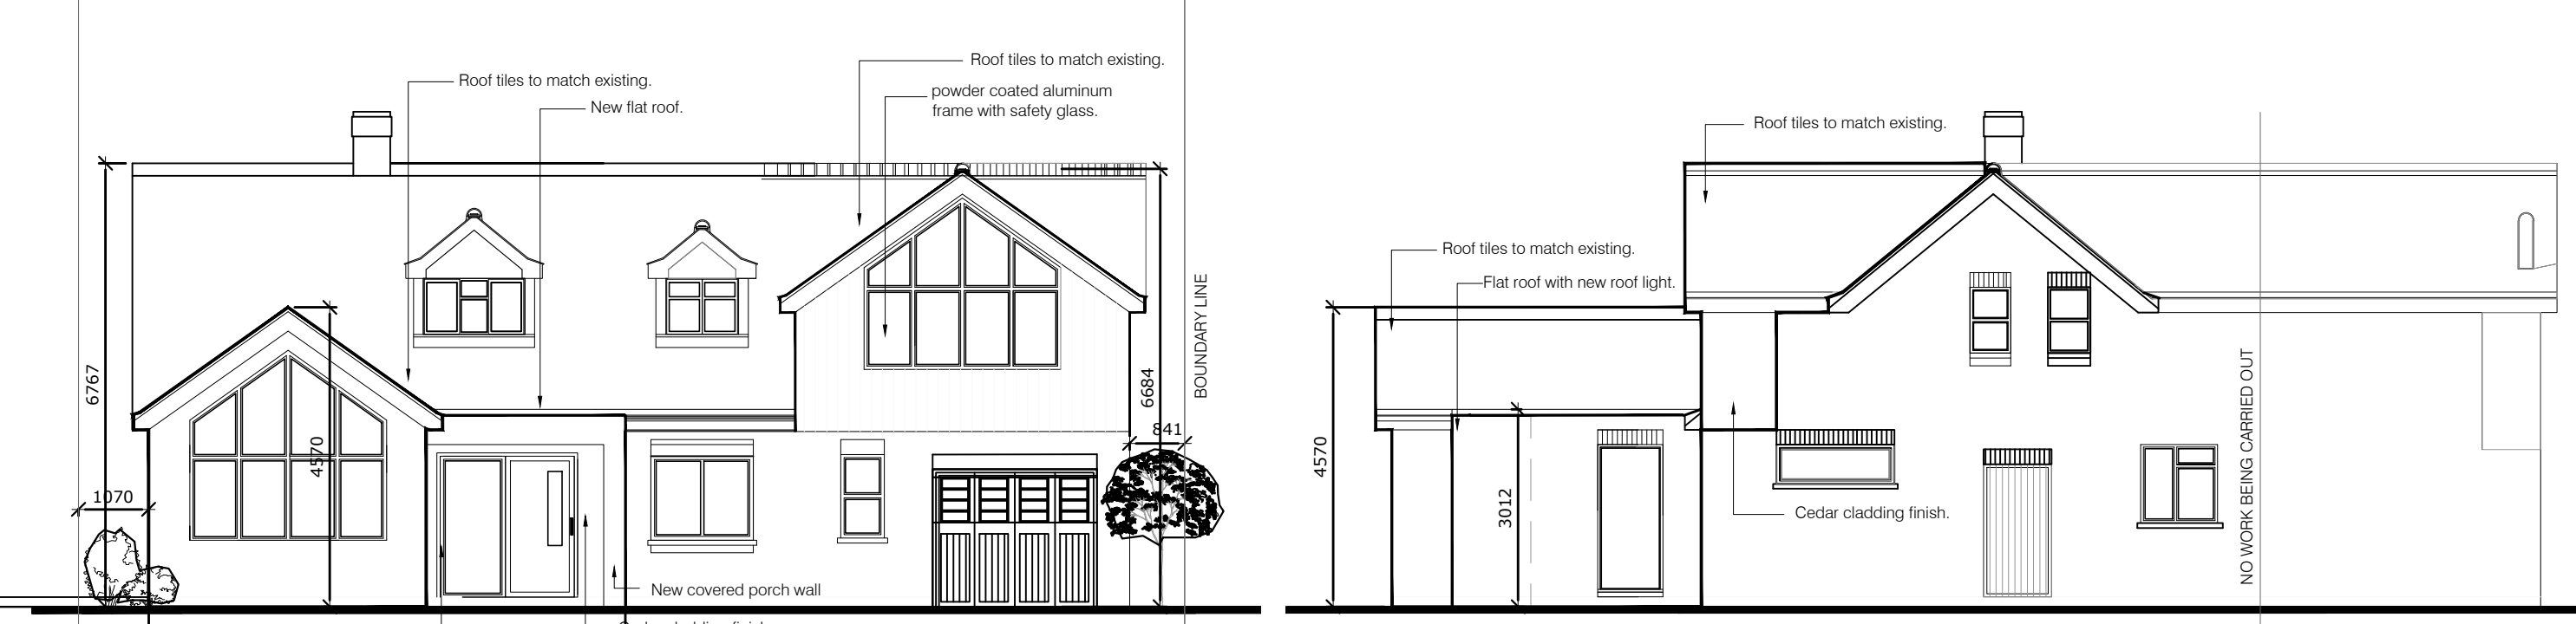 Roof tiles to match existing.
New flat roof.
Roof tiles to match existing.
powder coated aluminum
frame with safety glass.
6767
1070
4570
New covered porch wall
6684
841
BOUNDARY LINE
Roof tiles to match existing.
Roof tiles to match existing.
Flat roof with new roof light.
4570
3012
Cedar cladding finish.
NO WORK BEING CARRIED OUT